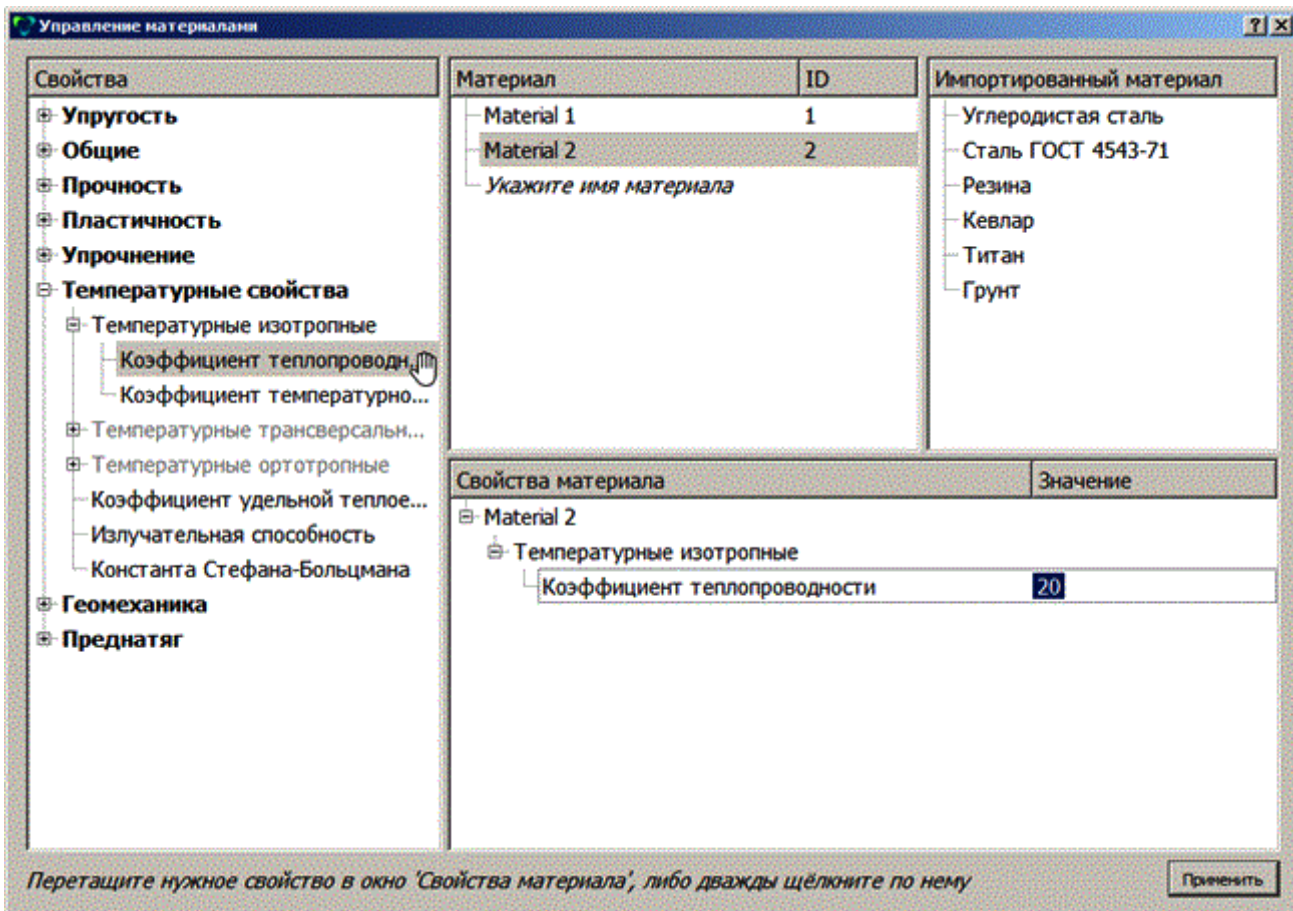 Управление материалами
Свойства
Упругость
Общие
Прочность
Пластичность
Упрочнение
Температурные свойства
Температурные изотропные
Коэффициент теплопроводн...
Коэффициент температурно...
Температурные трансверсальн...
Температурные ортотропные
Коэффициент удельной теплое...
Излучательная способность
Константа Стефана-Больцмана
Геомеханика
Преднатяг
Материал ID
Material 1 1
Material 2 2
Укажите имя материала
Импортированный материал
Углеродистая сталь
Сталь ГОСТ 4543-71
Резина
Кевлар
Титан
Грунт
Свойства материала Значение
Material 2
Температурные изотропные
Коэффициент теплопроводности 20
Перетащите нужное свойство в окно 'Свойства материала', либо дважды щёлкните по нему
Применить